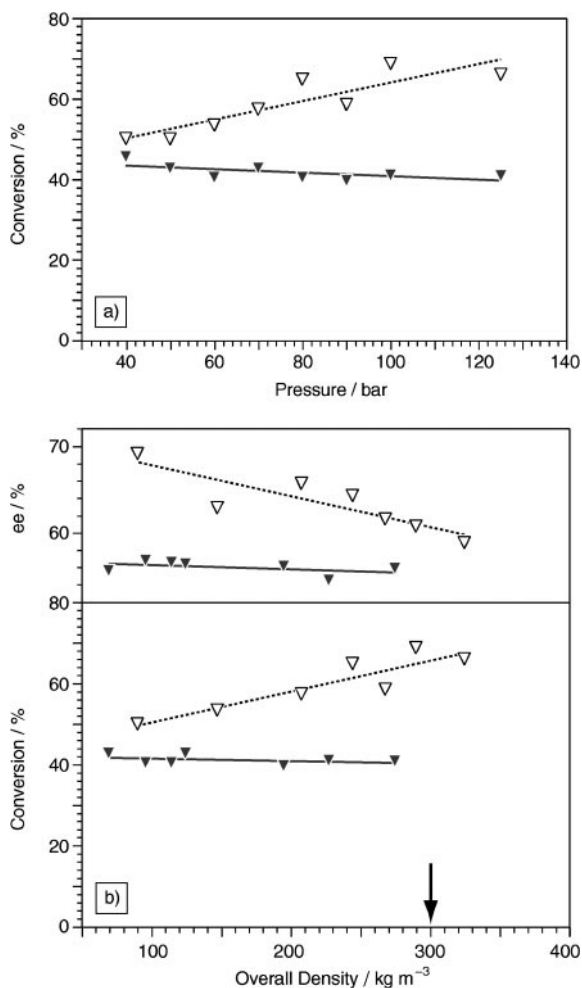 80
60
Conversion / %
40
20
a)
0
40 60 80 100 120 140
Pressure / bar
70
ee / %
60
80
60
Conversion / %
40
20
b)
0
100 200 300 400
Overall Density / kg m⁻³